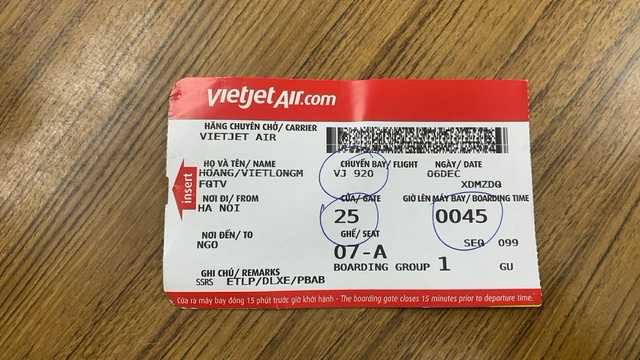 vietjetAir.com
HÃNG CHUYÊN CHỞ/ CARRIER
VIETJET AIR
HỌ VÀ TÊN/ NAME
HOANG/VIETLONGM
FQTV
CHUYẾN BAY/ FLIGHT
VJ 920
NGÀY/ DATE
06DEC
XDMZDQ
NƠI ĐI/ FROM
HA NOI
CỬA/ GATE
25
GIỜ LÊN MÁY BAY/ BOARDING TIME
0045
NƠI ĐẾN/ TO
NGO
GHẾ/ SEAT
07-A
SEQ 099
BOARDING GROUP 1 GU
GHI CHÚ/ REMARKS
SSRS ETLP/DLXE/PBAB
insert
Cửa ra máy bay đóng 15 phút trước giờ khởi hành - The boarding gate closes 15 minutes prior to departure time.